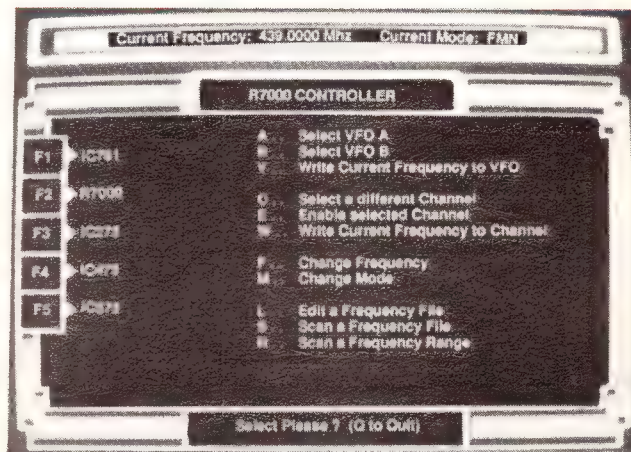 Current Frequency: 439.0000 Mhz Current Mode: FMN
R7000 CONTROLLER
A Select VFO A
B Select VFO B
V Write Current Frequency to VFO
Select a different Channel
E Enable selected Channel
W Write Current Frequency to Channel
F Change Frequency
M Change Mode
L Edit a Frequency File
S Scan a Frequency File
Scan a Frequency Range
F1 IC781
F2 R7000
F3
F4
F5
Select Please ? (Q to Quit)